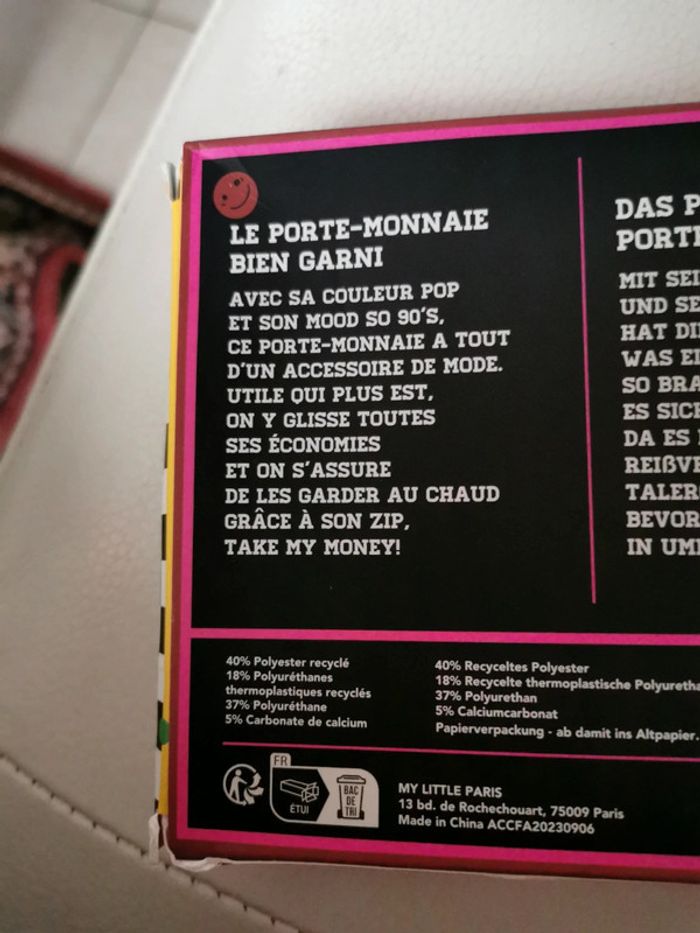 LE PORTE-MONNAIE
BIEN GARNI
AVEC SA COULEUR POP
ET SON MOOD SO 90'S,
CE PORTE-MONNAIE A TOUT
D'UN ACCESSOIRE DE MODE.
UTILE QUI PLUS EST,
ON Y GLISSE TOUTES
SES ÉCONOMIES
ET ON S'ASSURE
DE LES GARDER AU CHAUD
GRÂCE À SON ZIP,
TAKE MY MONEY!
DAS
MIT
UND
HAT
WAS
SO
ES
DA ES
BEVOR
IN
40% Polyester recyclé
18% Polyuréthanes
thermoplastiques recyclés
37% Polyuréthane
5% Carbonate de calcium
40% Recyceltes Polyester
18% Recycelte thermoplastische
37% Polyurethan
5% Calciumcarbonat
Papierverpackung - ab damit ins Altpapier.
FR
ÉTUI
BAC
DE
TRI
MY LITTLE PARIS
13 bd. de Rochechouart, 75009 Paris
Made in China ACCFA20230906